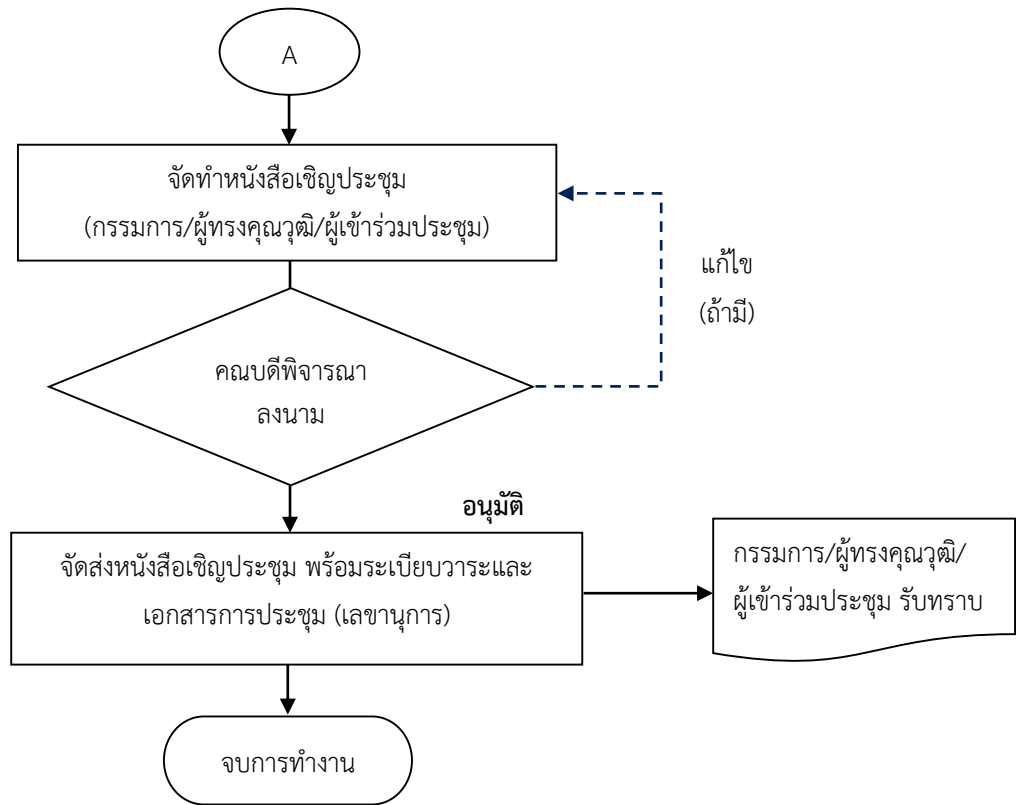 A
จัดทำหนังสือเชิญประชุม
(กรรมการ/ผู้ทรงคุณวุฒิ/ผู้เข้าร่วมประชุม)
แก้ไข
(ถ้ามี)
คณบดีพิจารณา
ลงนาม
อนุมัติ
จัดส่งหนังสือเชิญประชุม พร้อมระเบียบวาระและ
เอกสารการประชุม (เลขานุการ)
กรรมการ/ผู้ทรงคุณวุฒิ/
ผู้เข้าร่วมประชุม รับทราบ
จบการทำงาน